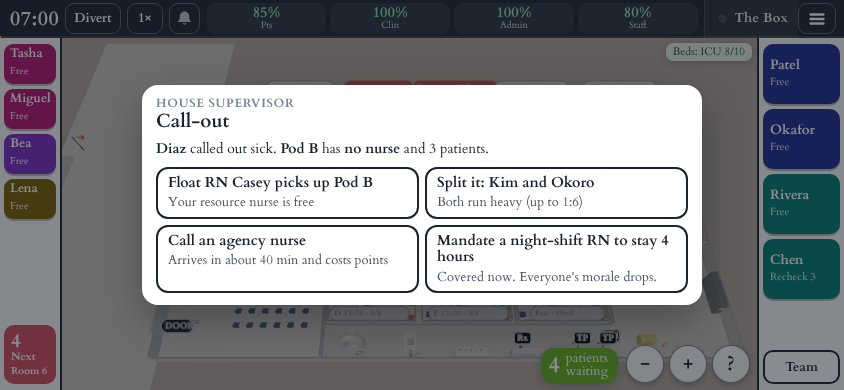 07:00
Divert
1×
85%
Pts
100%
Clin
100%
Admin
80%
Staff
The Box
Beds: ICU 8/10
Tasha
Free
Miguel
Free
Bea
Free
Lena
Free
4
Next
Room 6
Patel
Free
Okafor
Free
Rivera
Free
Chen
Recheck 3
Team
HOUSE SUPERVISOR
Call-out
Diaz called out sick. Pod B has no nurse and 3 patients.
Float RN Casey picks up Pod B
Your resource nurse is free
Split it: Kim and Okoro
Both run heavy (up to 1:6)
Call an agency nurse
Arrives in about 40 min and costs points
Mandate a night-shift RN to stay 4
hours
Covered now. Everyone's morale drops.
DOOR
Rx
TP
TP
4 patients
waiting
−
+
?